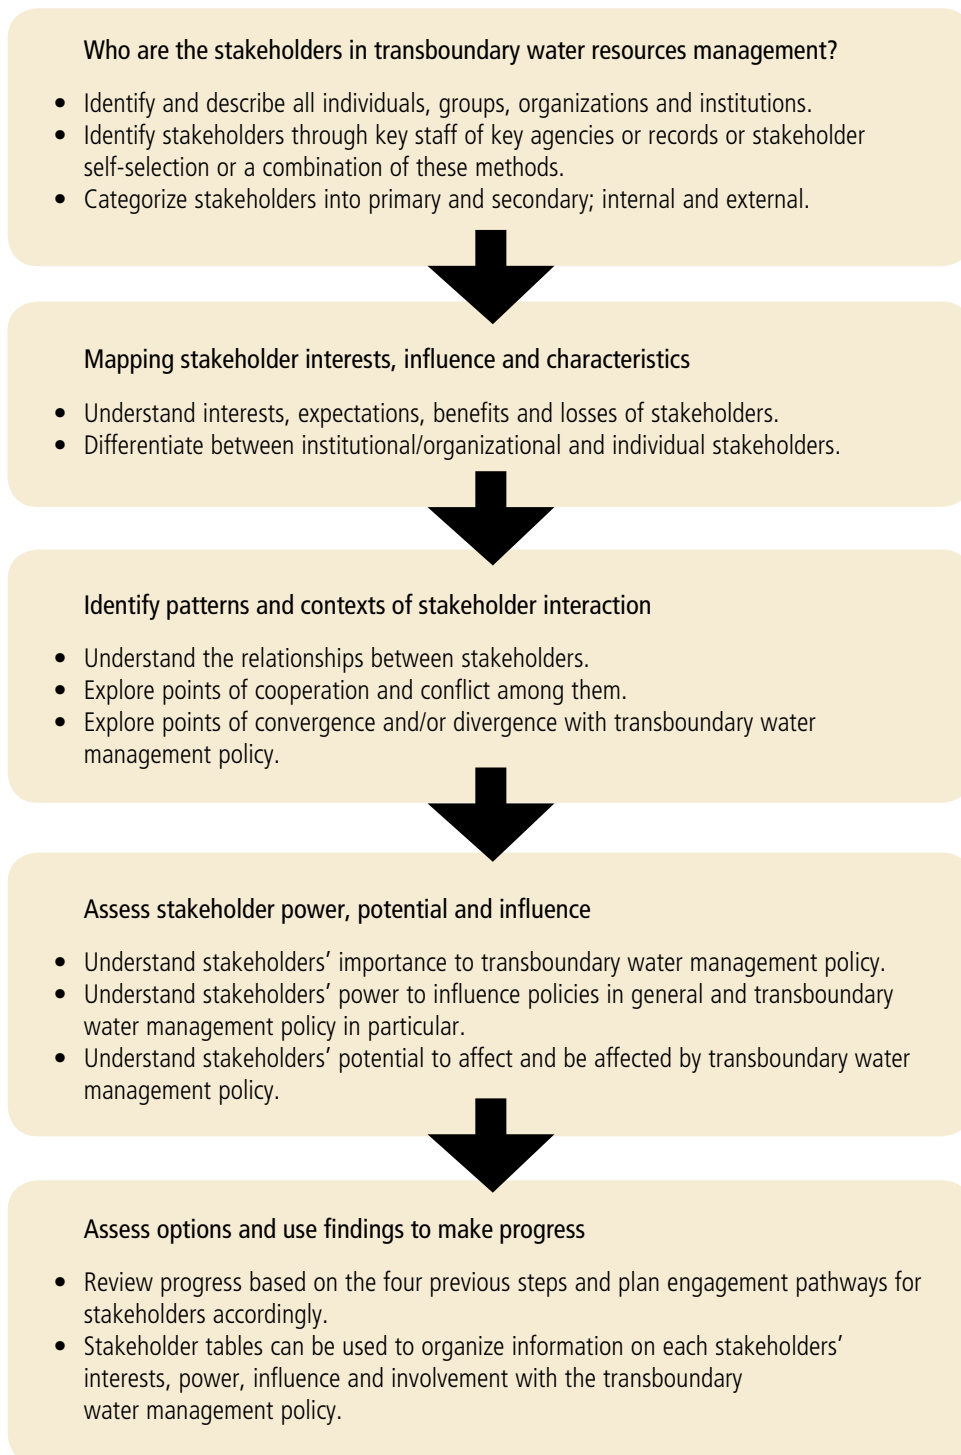 Who are the stakeholders in transboundary water resources management?
• Identify and describe all individuals, groups, organizations and institutions.
• Identify stakeholders through key staff of key agencies or records or stakeholder
self-selection or a combination of these methods.
• Categorize stakeholders into primary and secondary; internal and external.
Mapping stakeholder interests, influence and characteristics
• Understand interests, expectations, benefits and losses of stakeholders.
• Differentiate between institutional/organizational and individual stakeholders.
Identify patterns and contexts of stakeholder interaction
• Understand the relationships between stakeholders.
• Explore points of cooperation and conflict among them.
• Explore points of convergence and/or divergence with transboundary water
management policy.
Assess stakeholder power, potential and influence
• Understand stakeholders’ importance to transboundary water management policy.
• Understand stakeholders’ power to influence policies in general and transboundary
water management policy in particular.
• Understand stakeholders’ potential to affect and be affected by transboundary water
management policy.
Assess options and use findings to make progress
• Review progress based on the four previous steps and plan engagement pathways for
stakeholders accordingly.
• Stakeholder tables can be used to organize information on each stakeholders’
interests, power, influence and involvement with the transboundary
water management policy.